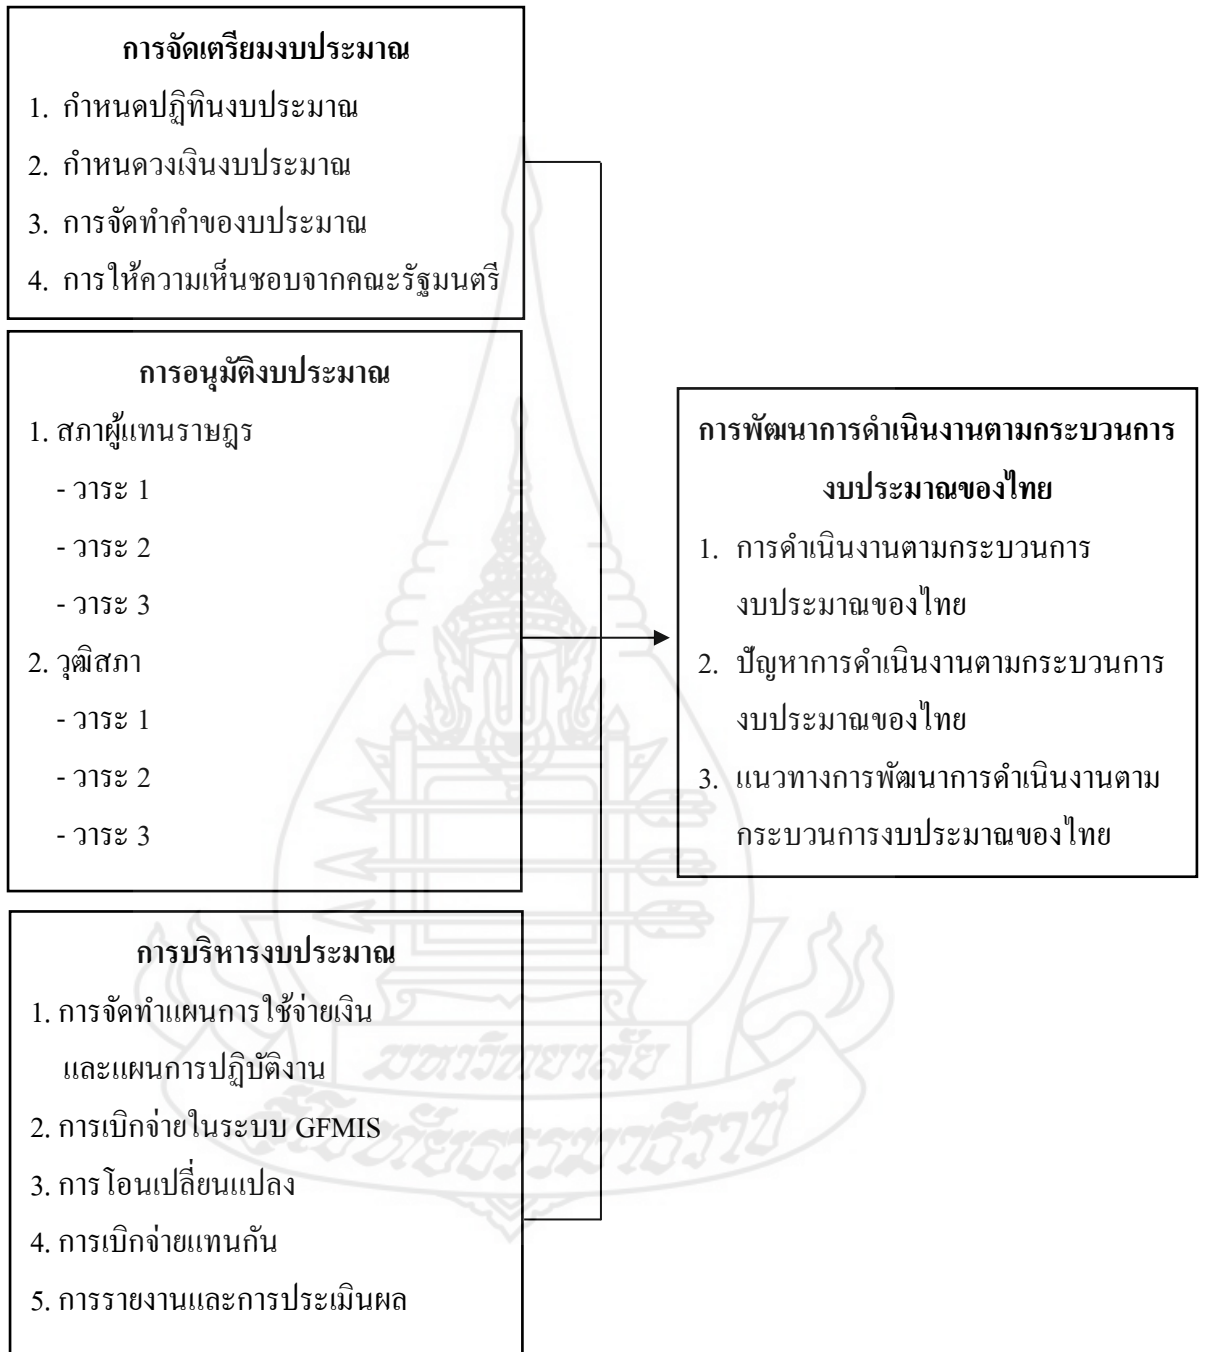 การจัดเตรียมงบประมาณ
1. กำหนดปฏิทินงบประมาณ
2. กำหนดวงเงินงบประมาณ
3. การจัดทำคำของบประมาณ
4. การให้ความเห็นชอบจากคณะรัฐมนตรี
การอนุมัติงบประมาณ
1. สภาผู้แทนราษฎร
- วาระ 1
- วาระ 2
- วาระ 3
2. วุฒิสภา
- วาระ 1
- วาระ 2
- วาระ 3
การบริหารงบประมาณ
1. การจัดทำแผนการใช้จ่ายเงิน
และแผนการปฏิบัติงาน
2. การเบิกจ่ายในระบบ GFMIS
3. การโอนเปลี่ยนแปลง
4. การเบิกจ่ายแทนกัน
5. การรายงานและการประเมินผล
การพัฒนาการดำเนินงานตามกระบวนการ
งบประมาณของไทย
1. การดำเนินงานตามกระบวนการ
งบประมาณของไทย
2. ปัญหาการดำเนินงานตามกระบวนการ
งบประมาณของไทย
3. แนวทางการพัฒนาการดำเนินงานตาม
กระบวนการงบประมาณของไทย
มหาวิทยาลัย
สุโขทัยธรรมาธิราช